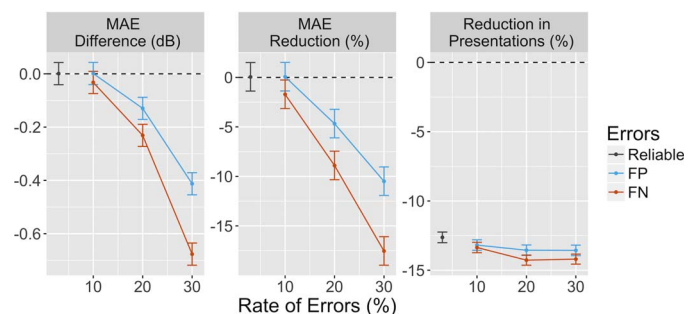 MAE
Difference (dB)
MAE
Reduction (%)
Reduction in
Presentations (%)
0.0
-0.2
-0.4
-0.6
0
-5
-10
-15
0
-5
-10
-15
10 20 30
10 20 30
10 20 30
Rate of Errors (%)
Errors
Reliable
FP
FN